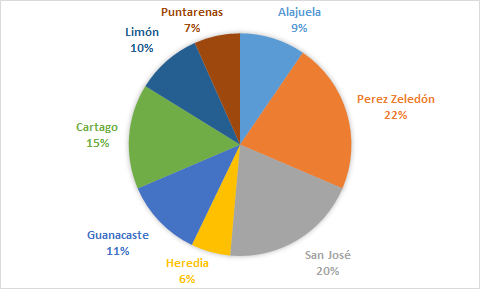 Puntarenas
7%
Alajuela
9%
Limón
10%
Perez Zeledón
22%
Cartago
15%
Guanacaste
11%
San José
20%
Heredia
6%